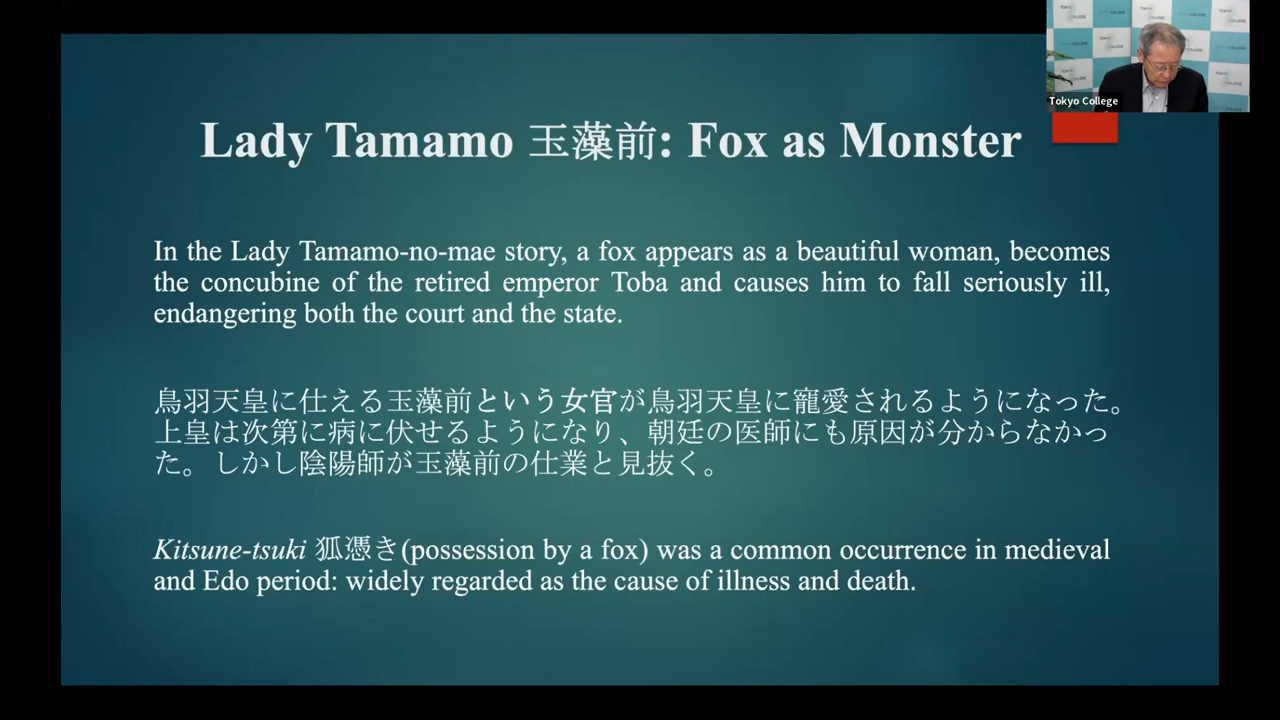 Lady Tamamo 玉藻前: Fox as Monster
In the Lady Tamamo-no-mae story, a fox appears as a beautiful woman, becomes
the concubine of the retired emperor Toba and causes him to fall seriously ill,
endangering both the court and the state.
鳥羽天皇に仕える玉藻前という女官が鳥羽天皇に寵愛されるようになった。
上皇は次第に病に伏せるようになり、朝廷の医師にも原因が分からなかっ
た。しかし陰陽師が玉藻前の仕業と見抜く。
Kitsune-tsuki 狐憑き(possession by a fox) was a common occurrence in medieval
and Edo period: widely regarded as the cause of illness and death.
Tokyo College